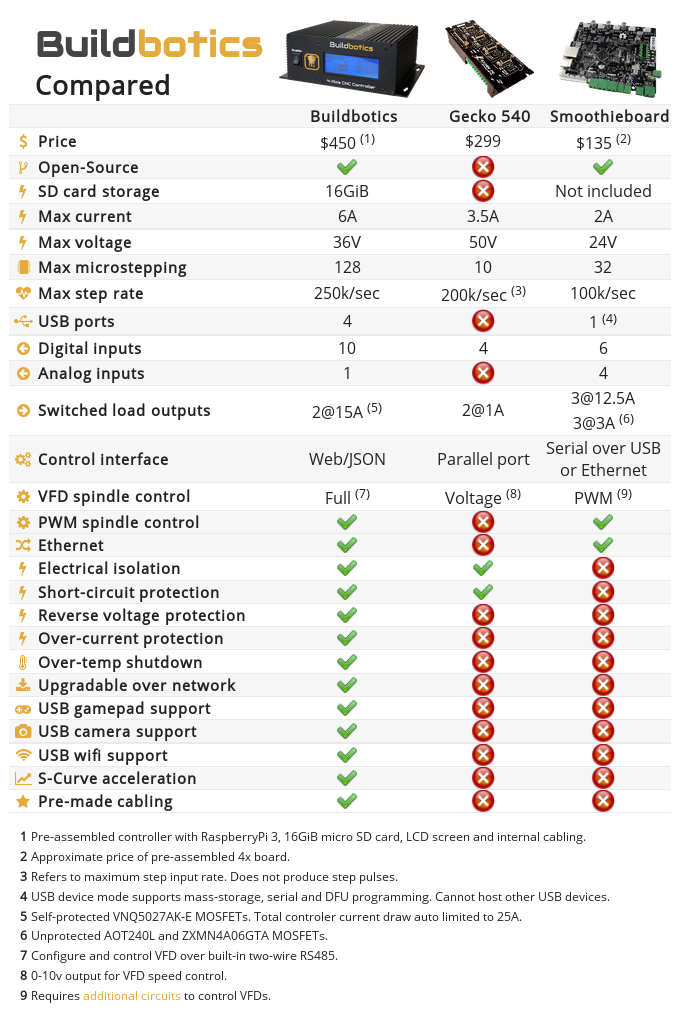 Buildbotics
Compared
Enable
Buildbotics
4-Axis CNC Controller
Buildbotics Gecko 540 Smoothieboard
Price $450 (1) $299 $135 (2)
Open-Source
SD card storage 16GiB Not included
Max current 6A 3.5A 2A
Max voltage 36V 50V 24V
Max microstepping 128 10 32
Max step rate 250k/sec 200k/sec (3) 100k/sec
USB ports 4 1 (4)
Digital inputs 10 4 6
Analog inputs 1 4
Switched load outputs 2@15A (5) 2@1A 3@12.5A
3@3A (6)
Control interface Web/JSON Parallel port Serial over USB
or Ethernet
VFD spindle control Full (7) Voltage (8) PWM (9)
PWM spindle control
Ethernet
Electrical isolation
Short-circuit protection
Reverse voltage protection
Over-current protection
Over-temp shutdown
Upgradable over network
USB gamepad support
USB camera support
USB wifi support
S-Curve acceleration
Pre-made cabling
1 Pre-assembled controller with RaspberryPi 3, 16GiB micro SD card, LCD screen and internal cabling.
2 Approximate price of pre-assembled 4x board.
3 Refers to maximum step input rate. Does not produce step pulses.
4 USB device mode supports mass-storage, serial and DFU programming. Cannot host other USB devices.
5 Self-protected VNQ5027AK-E MOSFETs. Total controler current draw auto limited to 25A.
6 Unprotected AOT240L and ZXMN4A06GTA MOSFETs.
7 Configure and control VFD over built-in two-wire RS485.
8 0-10v output for VFD speed control.
9 Requires additional circuits to control VFDs.